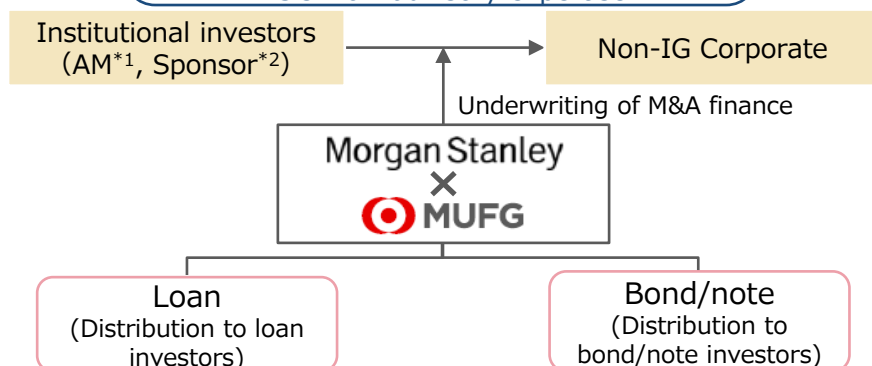 Institutional investors
(AM*1, Sponsor*2)
Non-IG Corporate
Underwriting of M&A finance
Morgan Stanley
×
MUFG
Loan
(Distribution to loan
investors)
Bond/note
(Distribution to
bond/note investors)